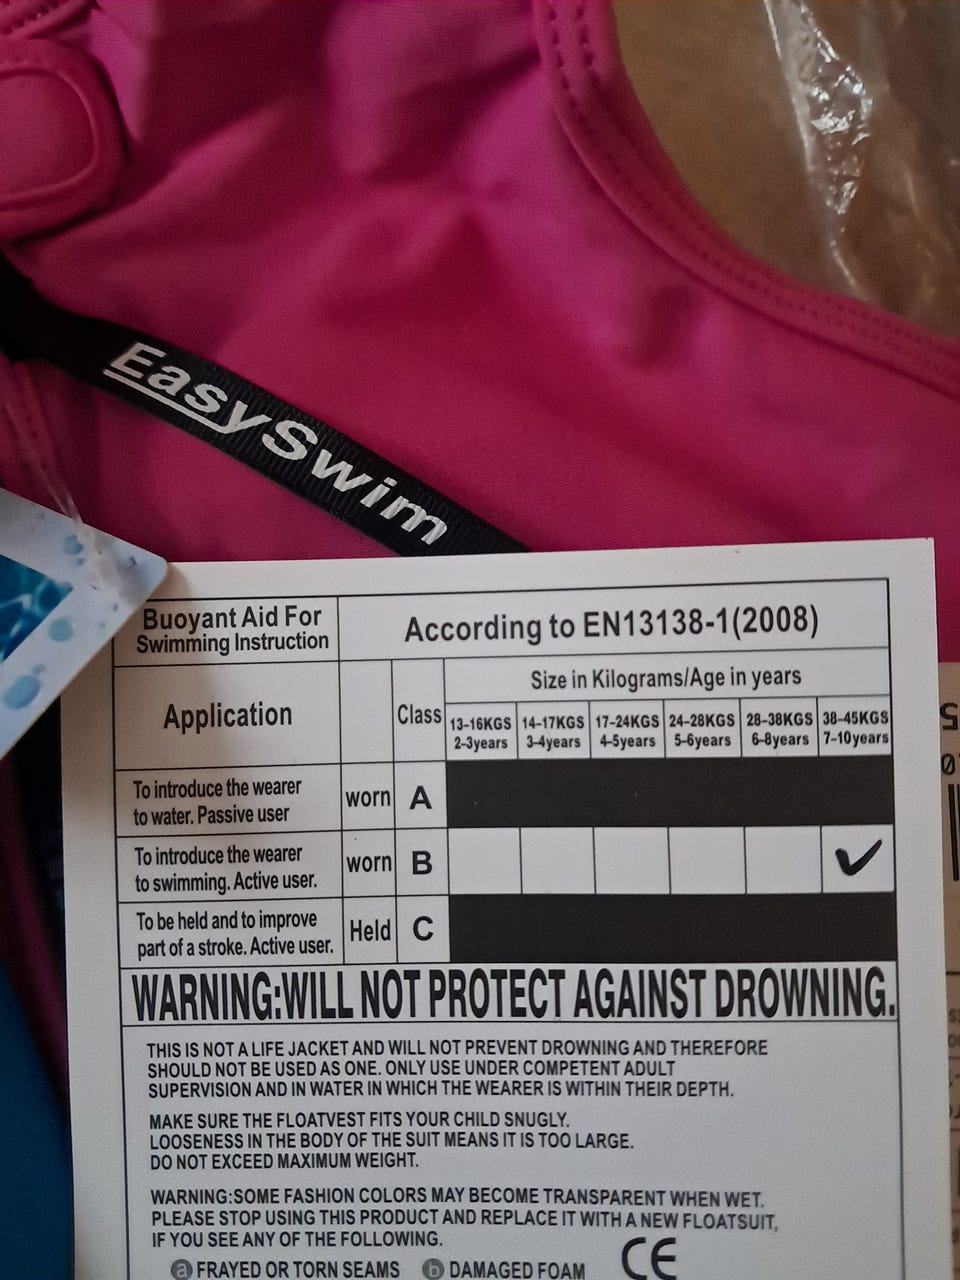 EasySwim
Buoyant Aid For
Swimming Instruction
According to EN13138-1(2008)
Application
Class
Size in Kilograms/Age in years
13-16KGS 14-17KGS 17-24KGS 24-28KGS 28-38KGS 38-45KGS
2-3years 3-4years 4-5years 5-6years 6-8years 7-10years
To introduce the wearer
to water. Passive user
worn A
To introduce the wearer
to swimming. Active user.
worn B ✓
To be held and to improve
part of a stroke. Active user.
Held C
WARNING:WILL NOT PROTECT AGAINST DROWNING.
THIS IS NOT A LIFE JACKET AND WILL NOT PREVENT DROWNING AND THEREFORE
SHOULD NOT BE USED AS ONE. ONLY USE UNDER COMPETENT ADULT
SUPERVISION AND IN WATER IN WHICH THE WEARER IS WITHIN THEIR DEPTH.
MAKE SURE THE FLOATVEST FITS YOUR CHILD SNUGLY.
LOOSENESS IN THE BODY OF THE SUIT MEANS IT IS TOO LARGE.
DO NOT EXCEED MAXIMUM WEIGHT.
WARNING:SOME FASHION COLORS MAY BECOME TRANSPARENT WHEN WET.
PLEASE STOP USING THIS PRODUCT AND REPLACE IT WITH A NEW FLOATSUIT,
IF YOU SEE ANY OF THE FOLLOWING.
CE
a FRAYED OR TORN SEAMS b DAMAGED FOAM